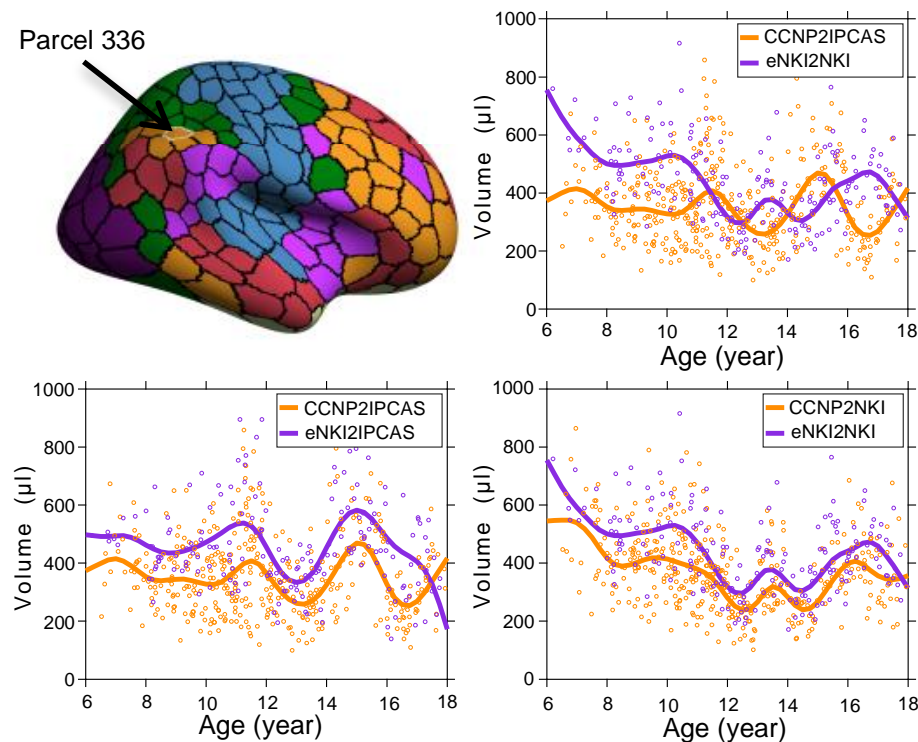 Parcel 336
1000
800
600
400
200
0
Volume (µl)
CCNP2IPCAS
eNKI2NKI
6 8 10 12 14 16 18
Age (year)
1000
800
600
400
200
0
Volume (µl)
CCNP2IPCAS
eNKI2IPCAS
6 8 10 12 14 16 18
Age (year)
1000
800
600
400
200
0
Volume (µl)
CCNP2NKI
eNKI2NKI
6 8 10 12 14 16 18
Age (year)